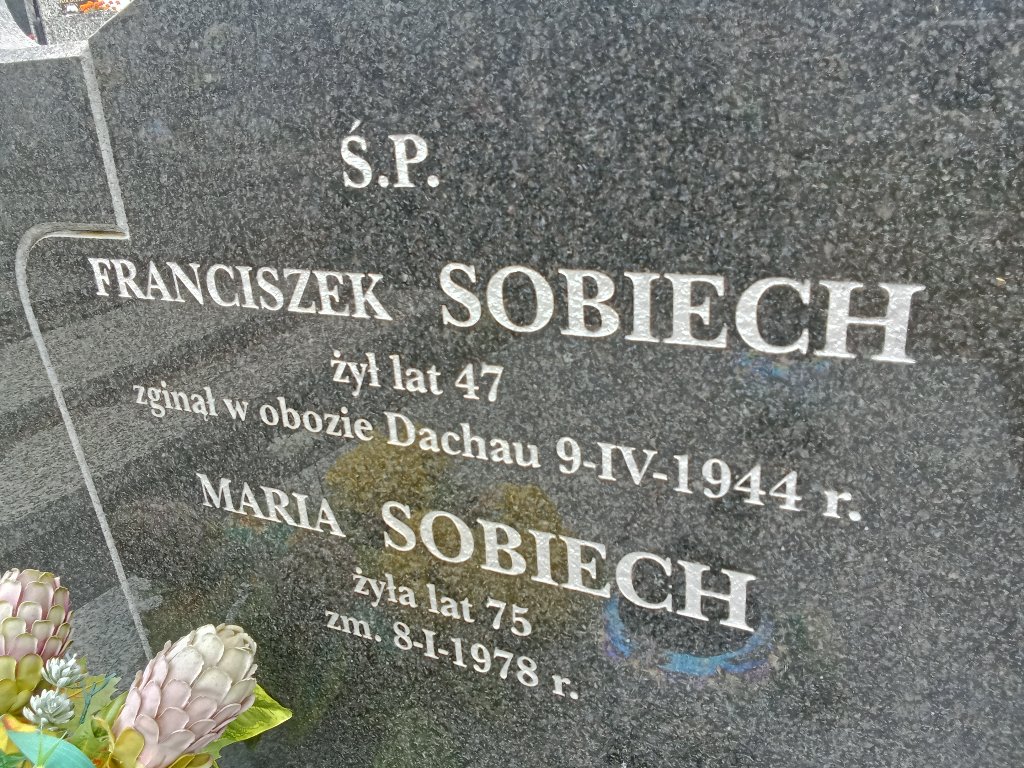 Ś.P.
FRANCISZEK SOBIECH
żył lat 47
zginął w obozie Dachau 9-IV-1944 r.
MARIA SOBIECH
żyła lat 75
zm. 8-I-1978 r.